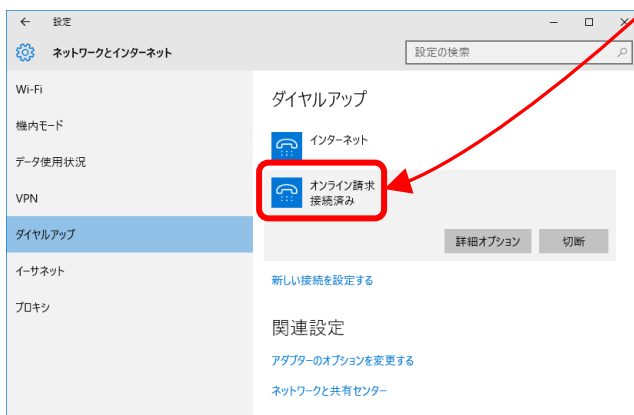 設定
ネットワークとインターネット
設定の検索
Wi-Fi
機内モード
データ使用状況
VPN
ダイヤルアップ
イーサネット
プロキシ
ダイヤルアップ
インターネット
オンライン請求
接続済み
詳細オプション
切断
新しい接続を設定する
関連設定
アダプターのオプションを変更する
ネットワークと共有センター